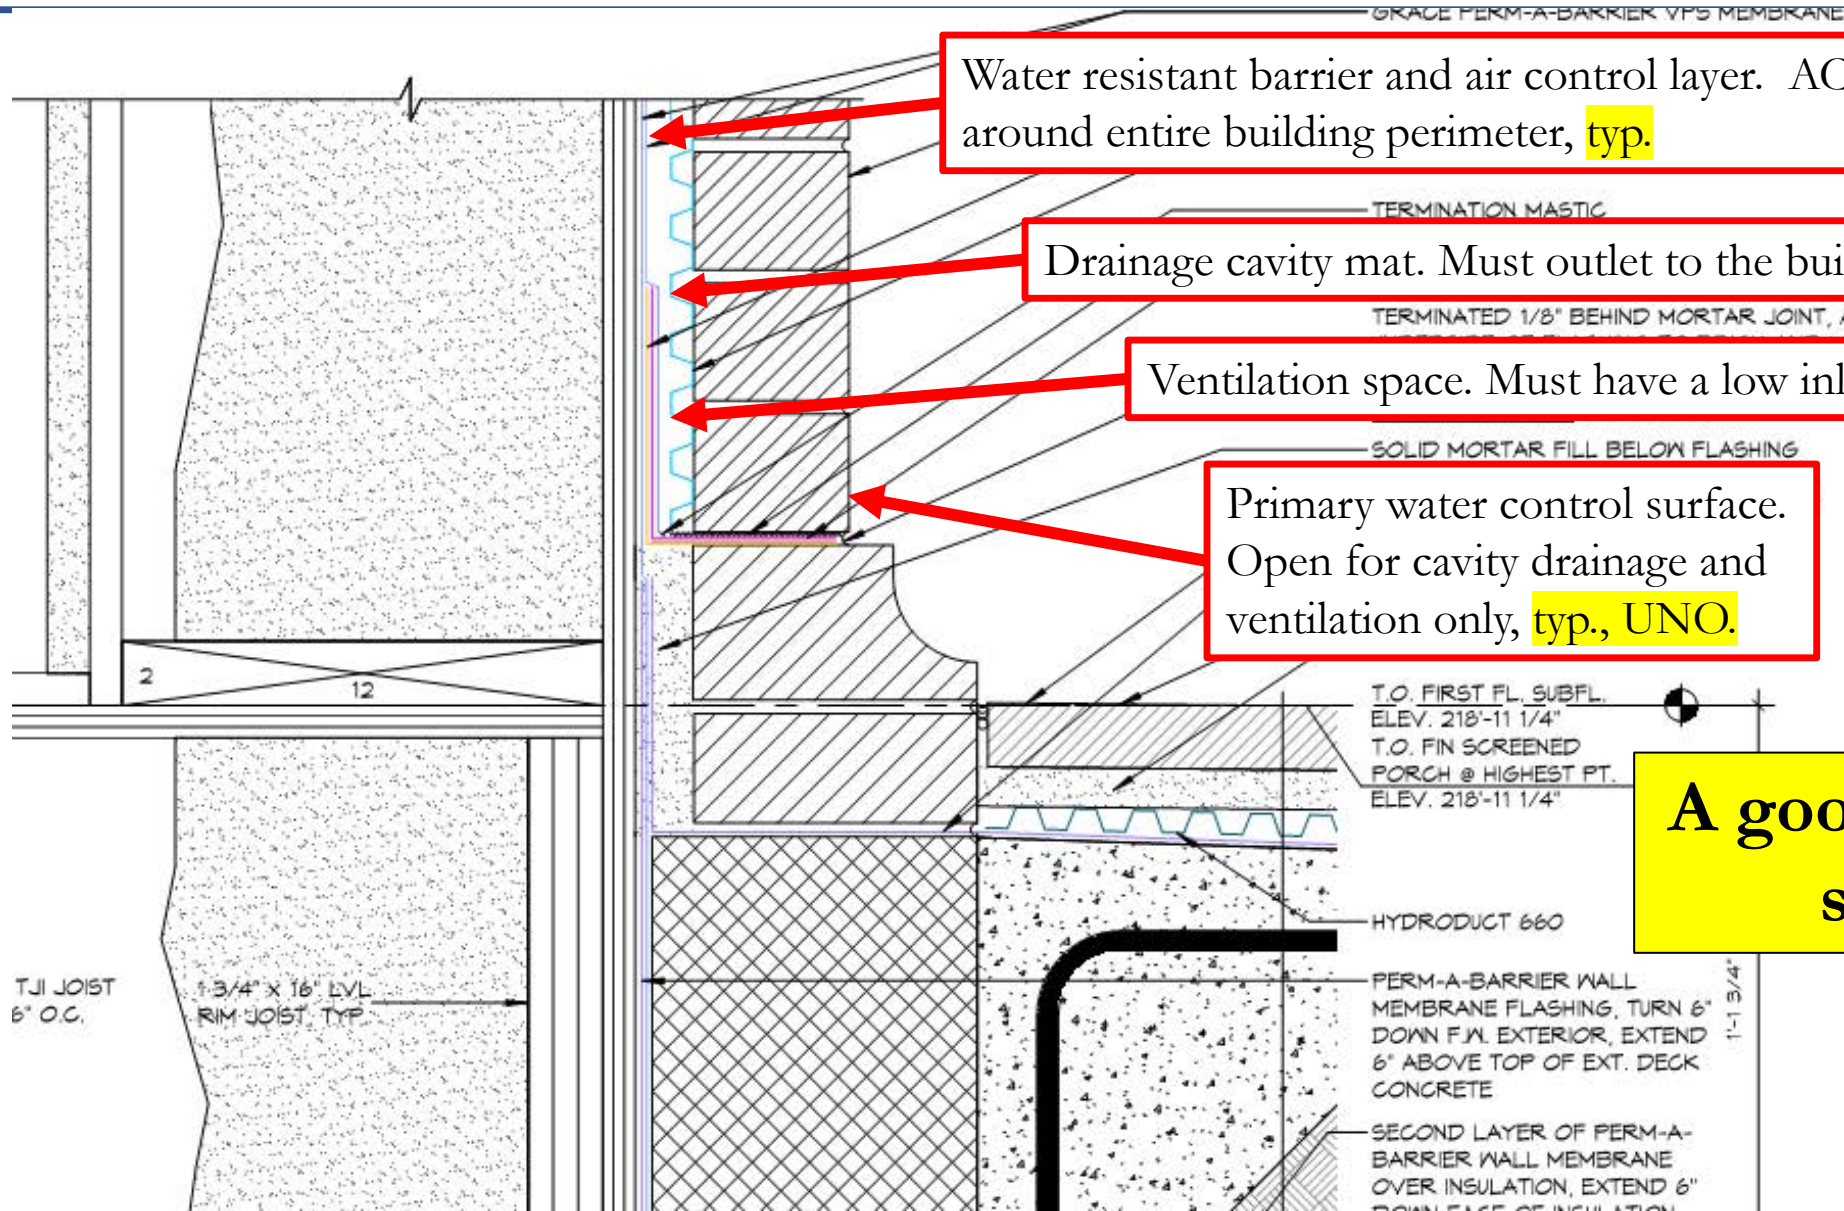 GRACE PERM-A-BARRIER VPS MEMBRANE
Water resistant barrier and air control layer. AC
around entire building perimeter, typ.
TERMINATION MASTIC
Drainage cavity mat. Must outlet to the bui
TERMINATED 1/8" BEHIND MORTAR JOINT,
Ventilation space. Must have a low inl
SOLID MORTAR FILL BELOW FLASHING
Primary water control surface.
Open for cavity drainage and
ventilation only, typ., UNO.
2
12
T.O. FIRST FL. SUBFL.
ELEV. 218'-11 1/4"
T.O. FIN SCREENED
PORCH @ HIGHEST PT.
ELEV. 218'-11 1/4"
A goo
s
HYDRODUCT 660
TJI JOIST
6" O.C.
1-3/4" X 16" LVL
RIM JOIST, TYP.
PERM-A-BARRIER WALL
MEMBRANE FLASHING, TURN 6"
DOWN F.W. EXTERIOR, EXTEND
6" ABOVE TOP OF EXT. DECK
CONCRETE
1'-1 3/4"
SECOND LAYER OF PERM-A-
BARRIER WALL MEMBRANE
OVER INSULATION, EXTEND 6"
DOWN FACE OF INSULATION